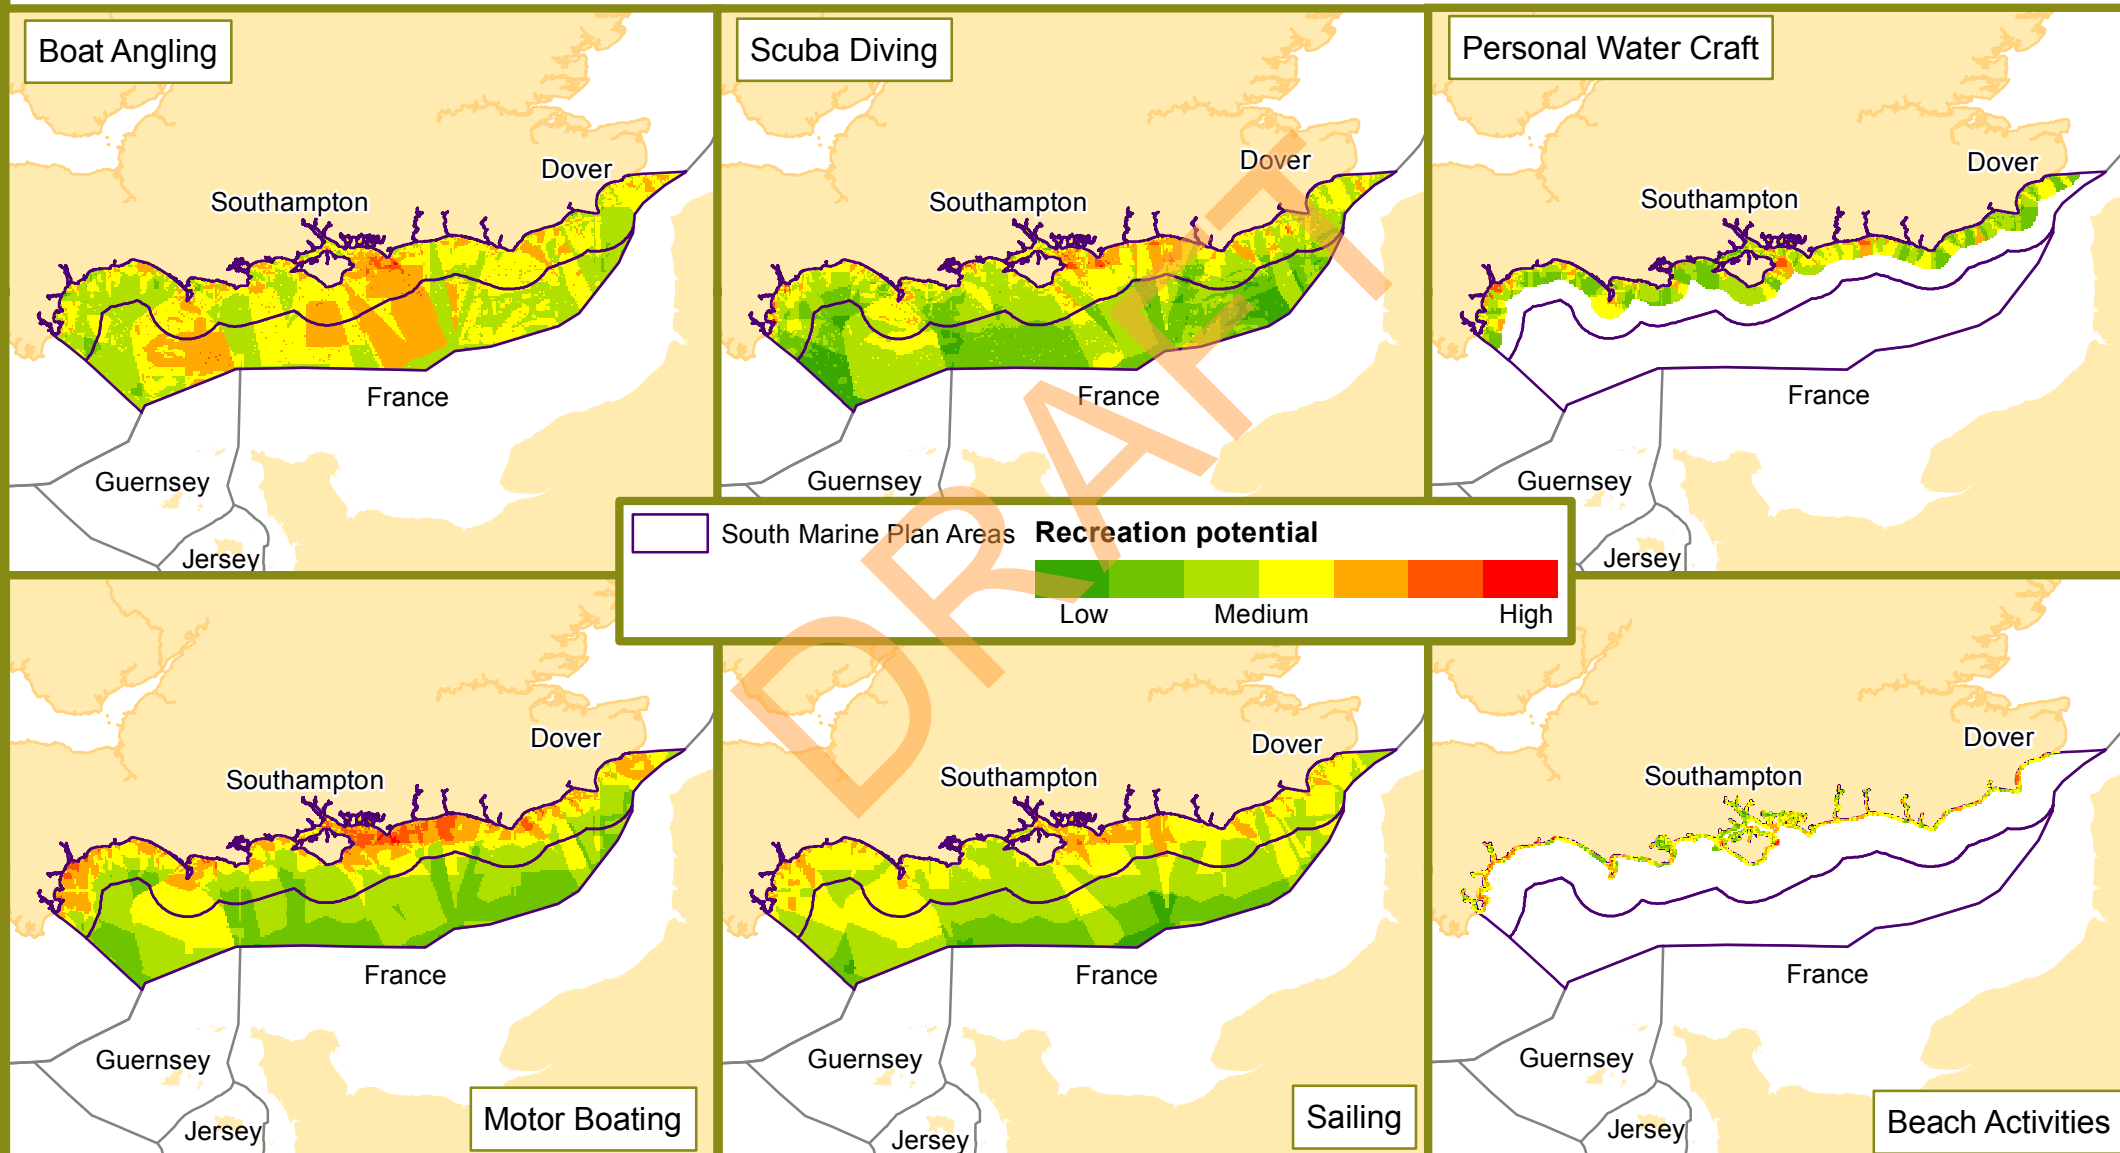 Boat Angling
Dover
Southampton
France
Guernsey
Jersey
Scuba Diving
Dover
Southampton
France
Guernsey
Personal Water Craft
Dover
Southampton
France
Guernsey
Jersey
South Marine Plan Areas
Recreation potential
Low Medium High
DRAFT
Dover
Southampton
France
Guernsey
Jersey
Motor Boating
Dover
Southampton
France
Guernsey
Jersey
Sailing
Dover
Southampton
France
Guernsey
Jersey
Beach Activities